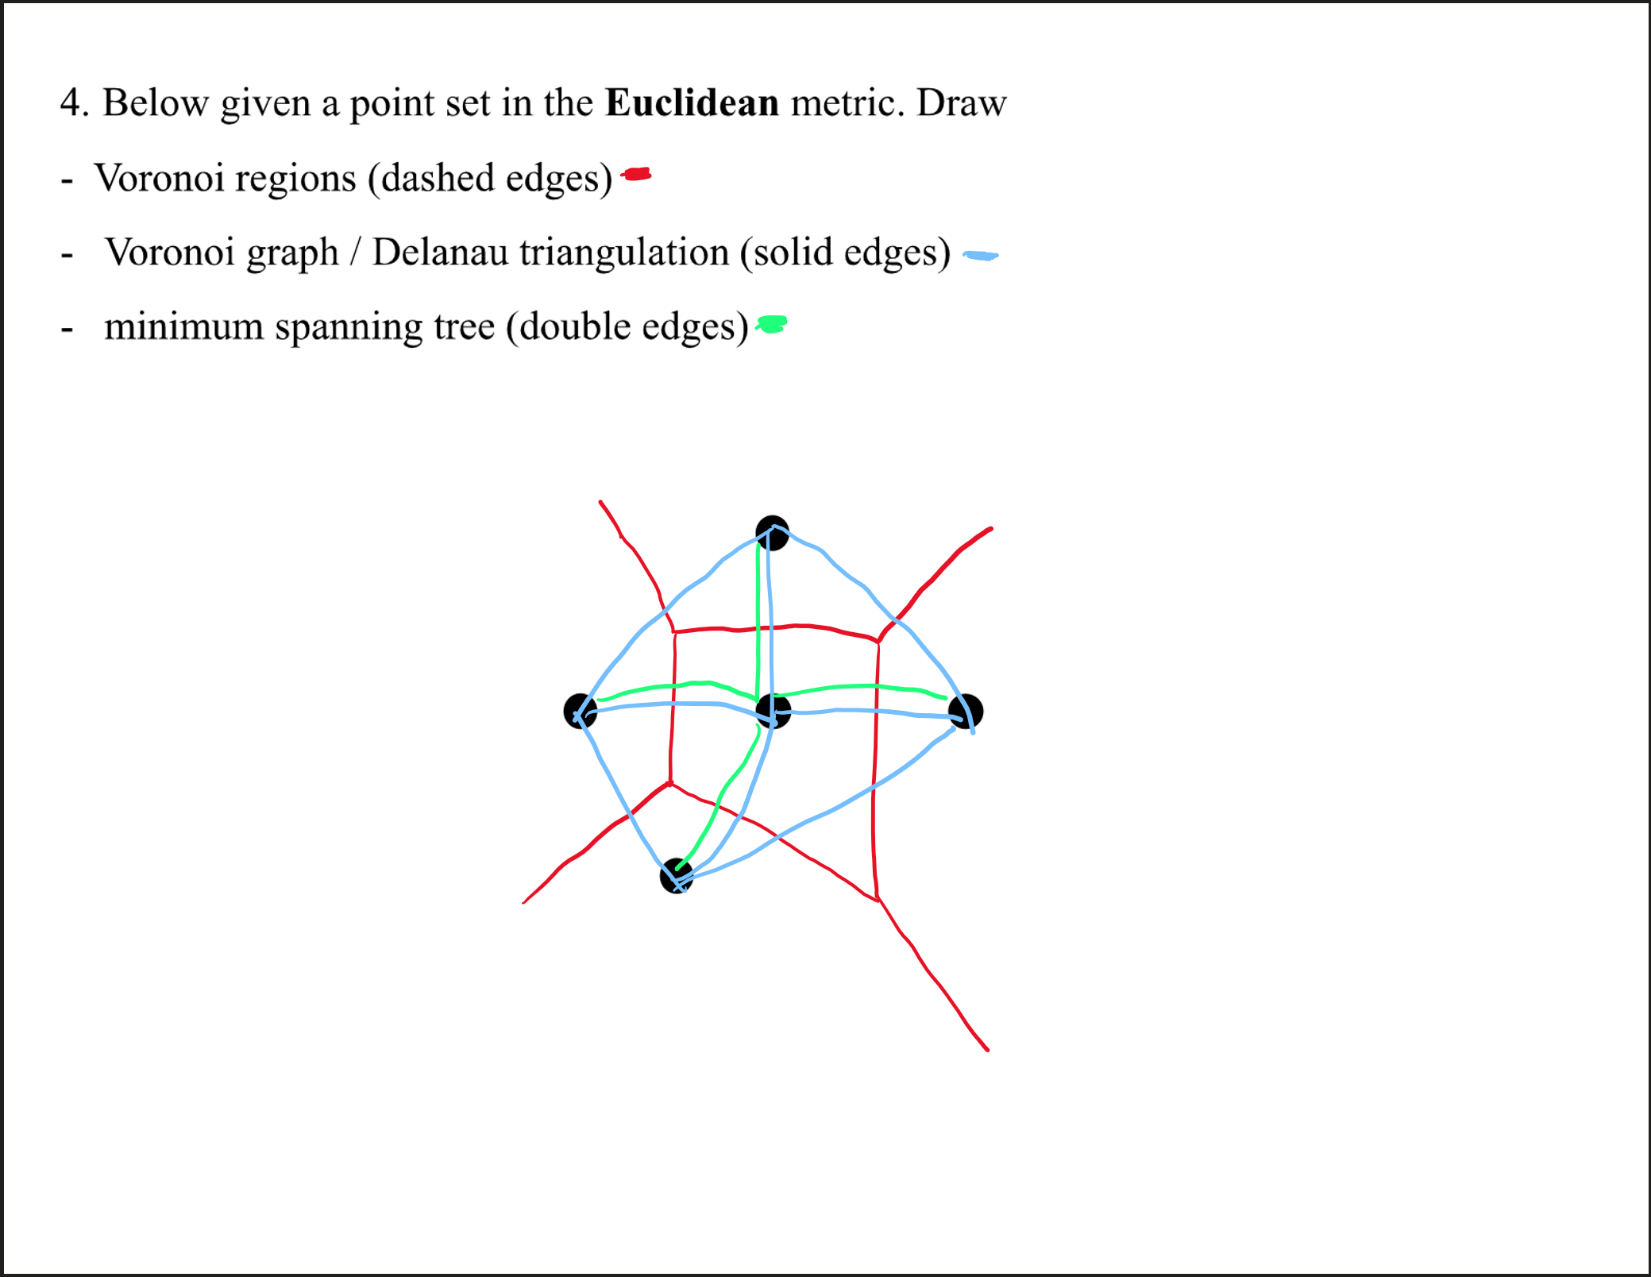 4. Below given a point set in the Euclidean metric. Draw
- Voronoi regions (dashed edges)
- Voronoi graph / Delanau triangulation (solid edges)
- minimum spanning tree (double edges)